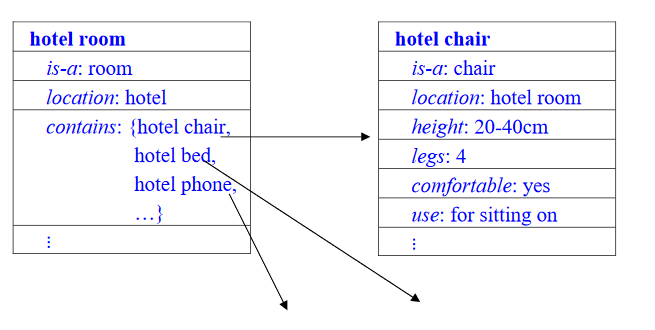 hotel room
is-a: room
location: hotel
contains: {hotel chair,
hotel bed,
hotel phone,
…}
⋮
hotel chair
is-a: chair
location: hotel room
height: 20-40cm
legs: 4
comfortable: yes
use: for sitting on
⋮